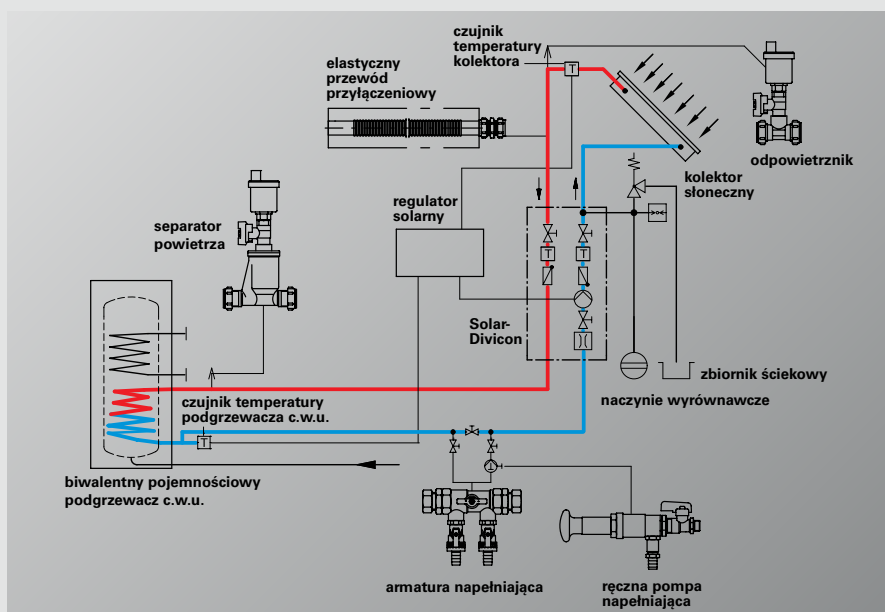 czujnik
temperatury
kolektora
elastyczny
przewód
przyłączeniowy
T
odpowietrznik
kolektor
słoneczny
regulator
solarny
separator
powietrza
T
T
Solar-
Divicon
zbiornik ściekowy
naczynie wyrównawcze
czujnik temperatury
podgrzewacza c.w.u.
T
biwalentny pojemnościowy
podgrzewacz c.w.u.
armatura napełniająca
ręczna pompa
napełniająca